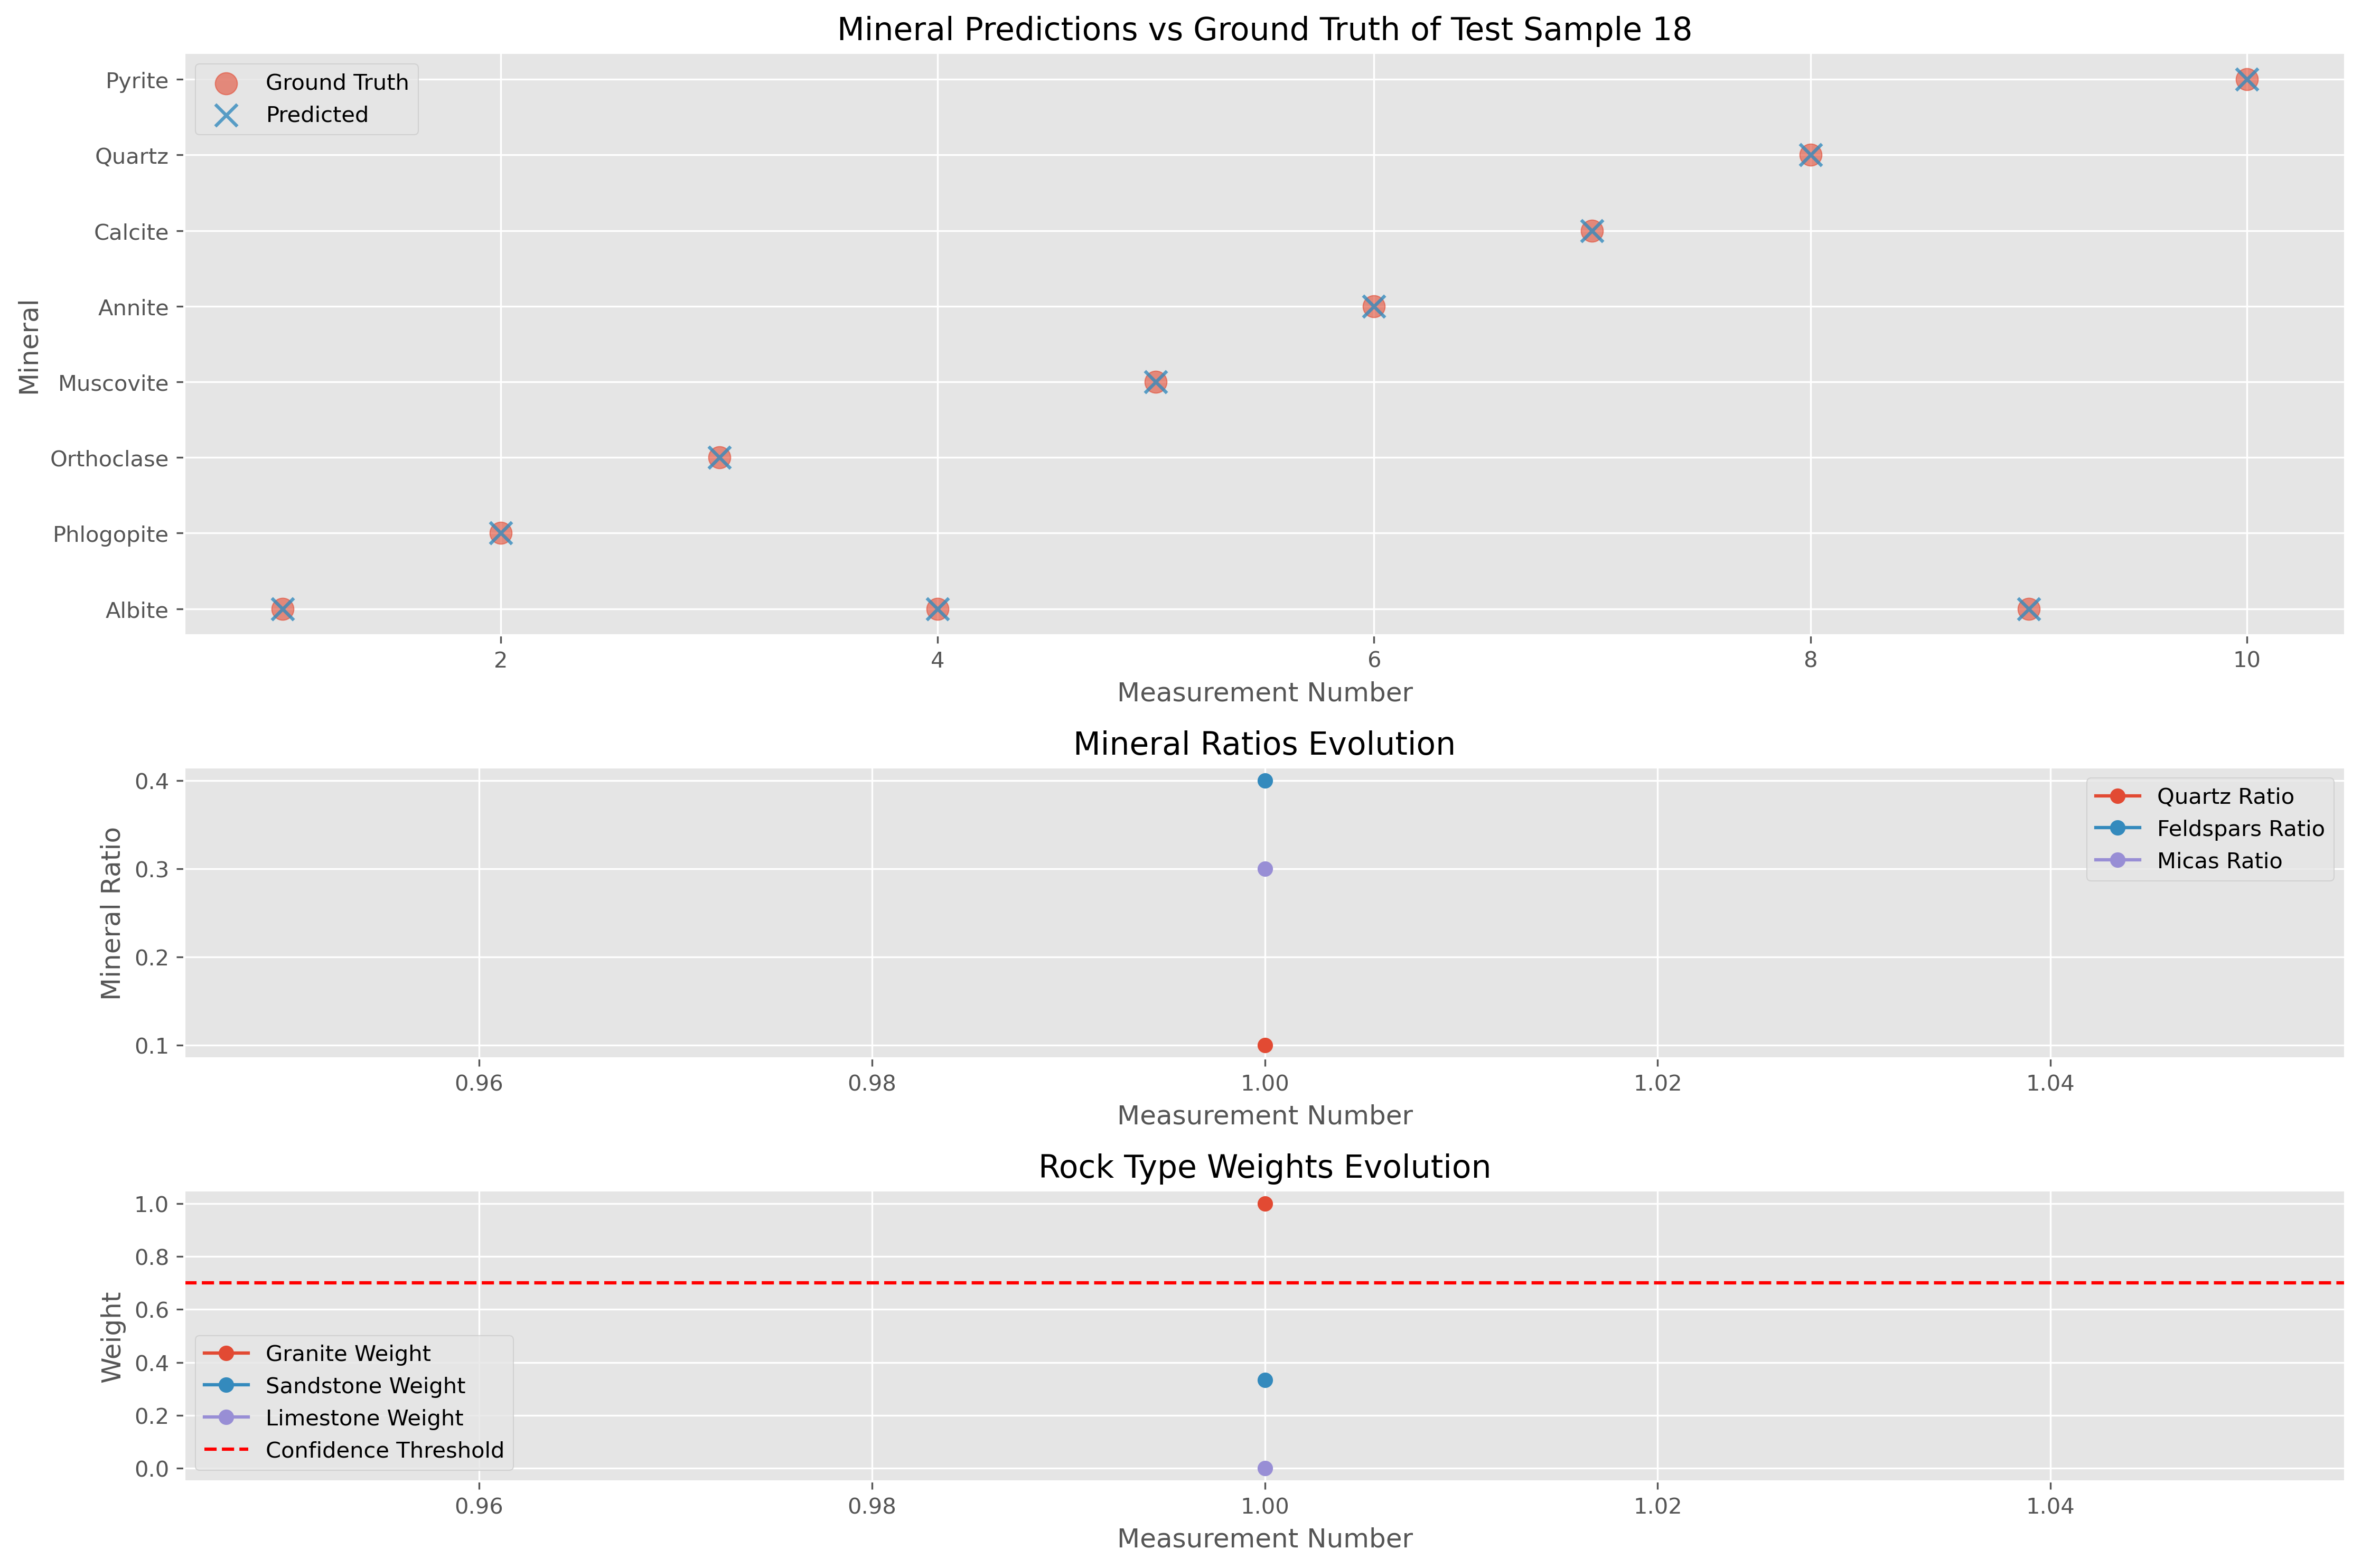 Mineral Predictions vs Ground Truth of Test Sample 18
Ground Truth
Predicted
Mineral
Pyrite
Quartz
Calcite
Annite
Muscovite
Orthoclase
Phlogopite
Albite
2 4 6 8 10
Measurement Number
Mineral Ratios Evolution
Quartz Ratio
Feldspars Ratio
Micas Ratio
Mineral Ratio
0.4
0.3
0.2
0.1
0.96 0.98 1.00 1.02 1.04
Measurement Number
Rock Type Weights Evolution
Weight
1.0
0.8
0.6
0.4
0.2
0.0
Granite Weight
Sandstone Weight
Limestone Weight
Confidence Threshold
0.96 0.98 1.00 1.02 1.04
Measurement Number